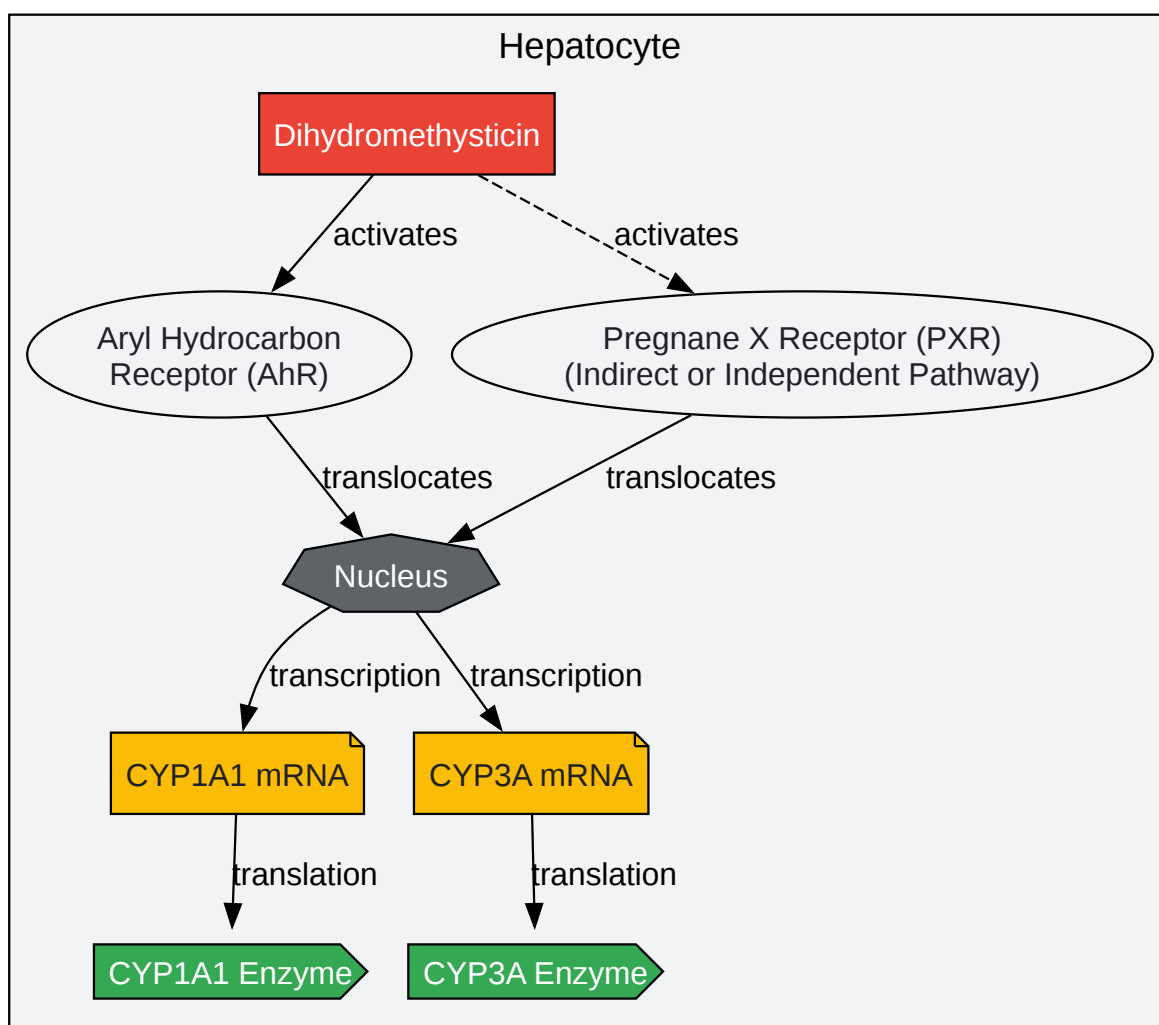 Hepatocyte
Dihydromethysticin
activates
activates
Aryl Hydrocarbon
Receptor (AhR)
Pregnane X Receptor (PXR)
(Indirect or Independent Pathway)
translocates
translocates
Nucleus
transcription
transcription
CYP1A1 mRNA
CYP3A mRNA
translation
translation
CYP1A1 Enzyme
CYP3A Enzyme